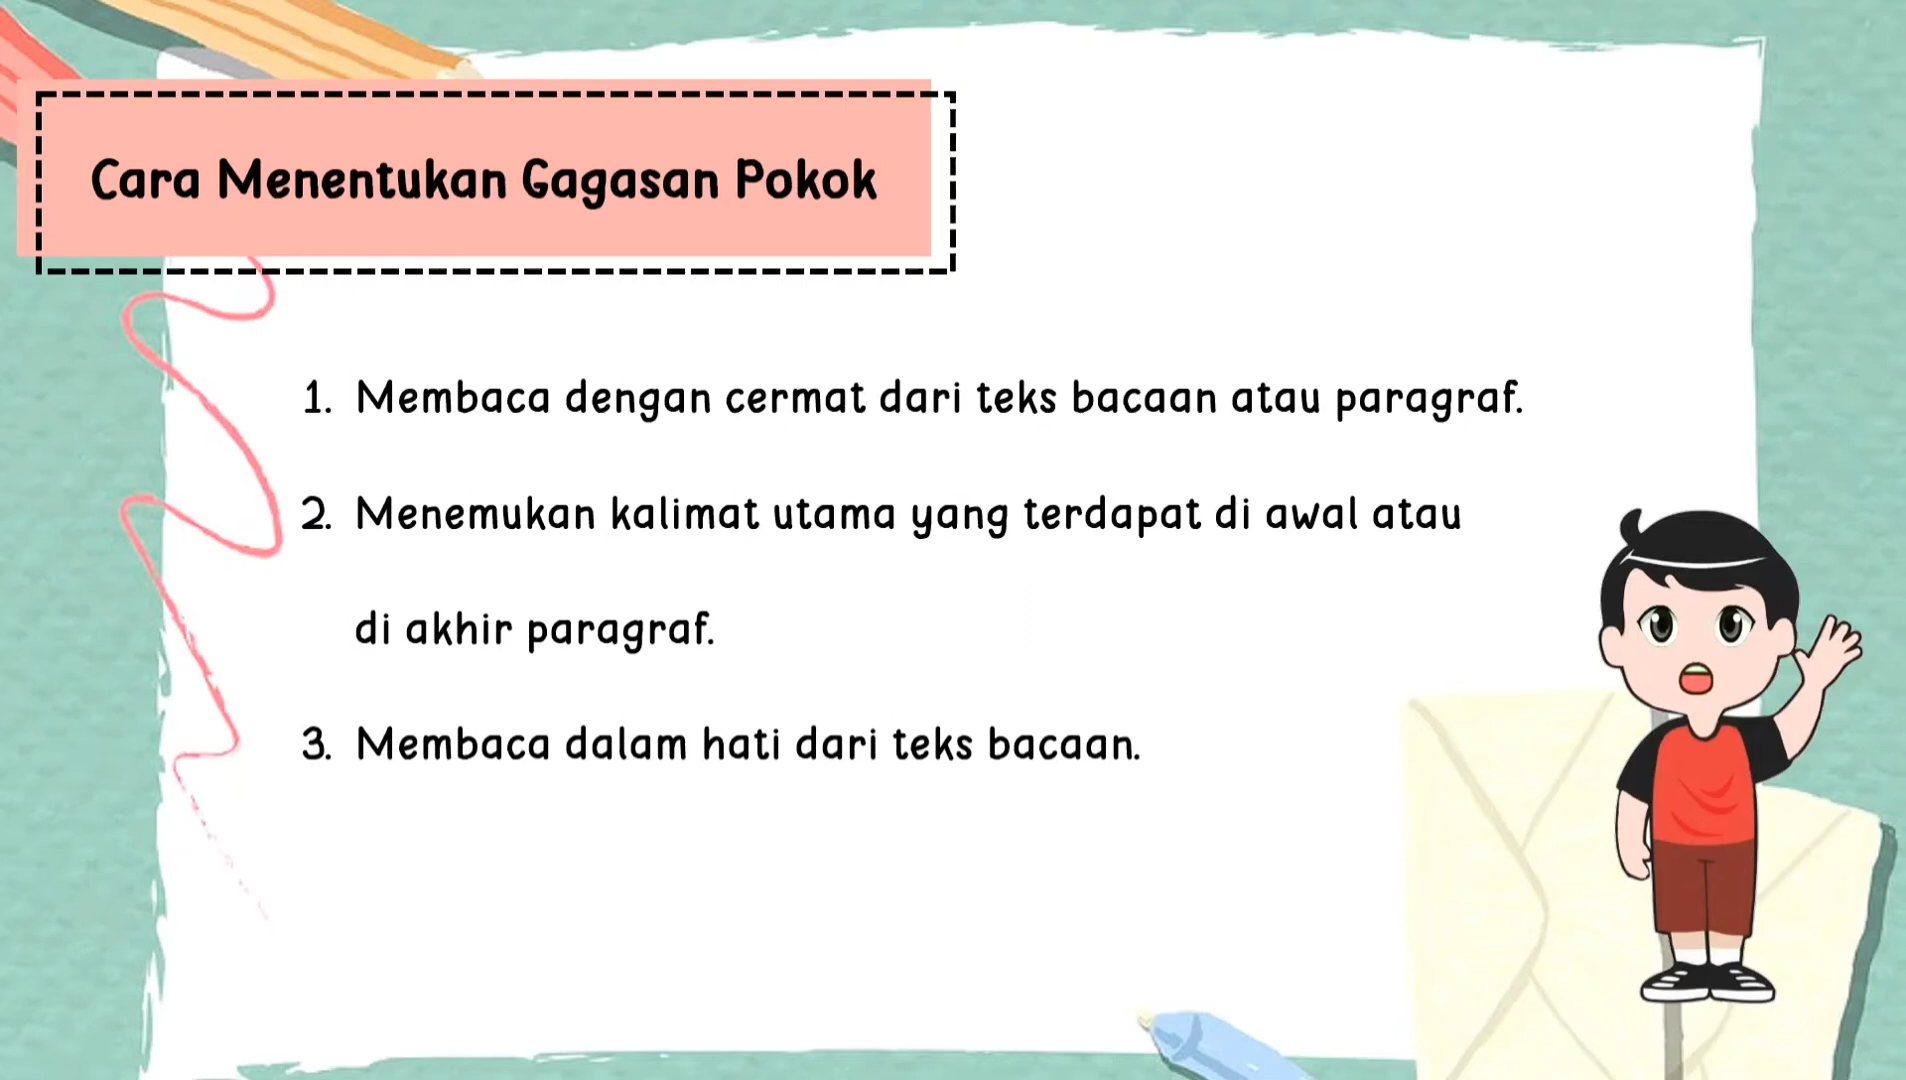 Cara Menentukan Gagasan Pokok
1. Membaca dengan cermat dari teks bacaan atau paragraf.
2. Menemukan kalimat utama yang terdapat di awal atau
di akhir paragraf.
3. Membaca dalam hati dari teks bacaan.